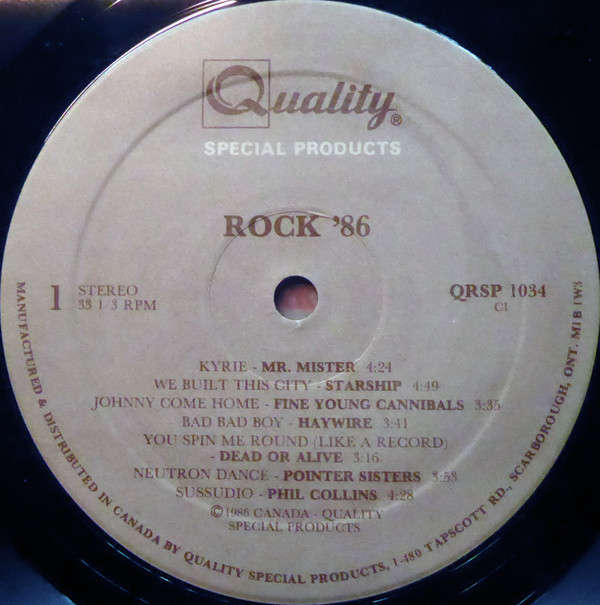 Quality®
SPECIAL PRODUCTS
ROCK '86
1
STEREO
33 1/3 RPM
QRSP 1034
C1
KYRIE - MR. MISTER 4:24
WE BUILT THIS CITY - STARSHIP 4:49
JOHNNY COME HOME - FINE YOUNG CANNIBALS 3:35
BAD BAD BOY - HAYWIRE 3:41
YOU SPIN ME ROUND (LIKE A RECORD)
- DEAD OR ALIVE 3:16
NEUTRON DANCE - POINTER SISTERS 3:53
SUSSUDIO - PHIL COLLINS 4:28
©1986 CANADA - QUALITY
SPECIAL PRODUCTS
MANUFACTURED & DISTRIBUTED IN CANADA BY QUALITY SPECIAL PRODUCTS, 1-480 TAPSCOTT RD., SCARBOROUGH, ONT. M1B 1W3